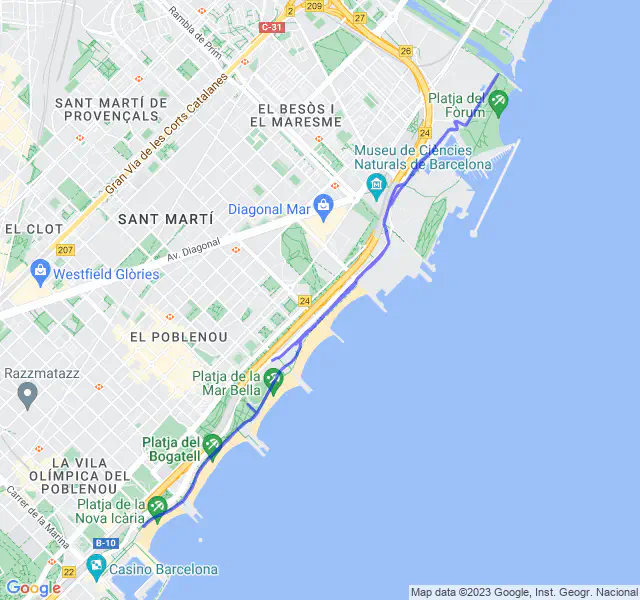 Rambla de Prim
EL BESÒS I
EL MARESME
C-31
2
27
26
SANT MARTÍ DE
PROVENÇALS
Gran Via de les Corts Catalanes
Platja del
Fòrum
24
Museu de Ciències
Naturals de Barcelona
Diagonal Mar
SANT MARTÍ
EL CLOT
207
Av. Diagonal
Westfield Glòries
24
EL POBLENOU
Razzmatazz
Platja de la
Mar Bella
Platja del
Bogatell
LA VILA
OLÍMPICA DEL
POBLENOU
Platja de la
Nova Icària
Carrer de la Marina
B-10
22
Casino Barcelona
Google
Map data ©2023 Google, Inst. Geogr. Nacional